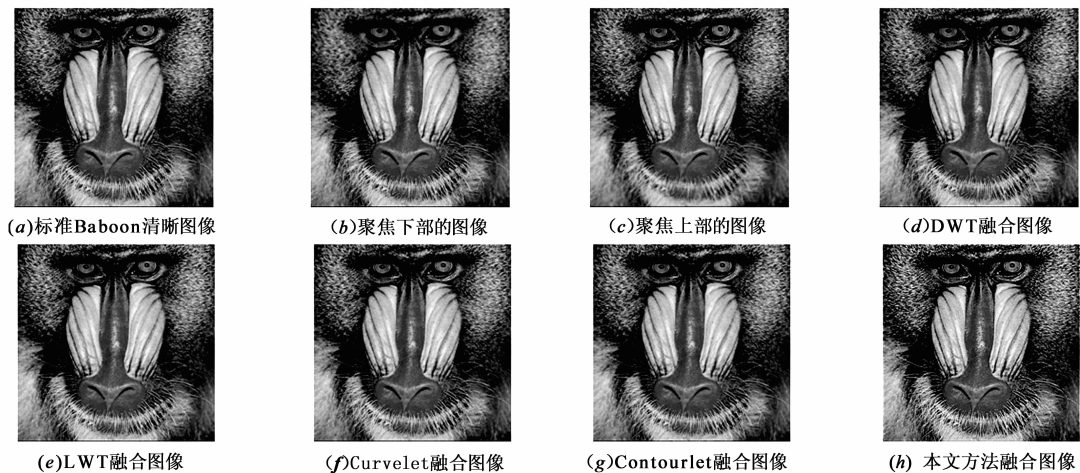 (a)标准Baboon清晰图像
(b)聚焦下部的图像
(c)聚焦上部的图像
(d)DWT融合图像
(e)LWT融合图像
(f)Curvelet融合图像
(g)Contourlet融合图像
(h) 本文方法融合图像